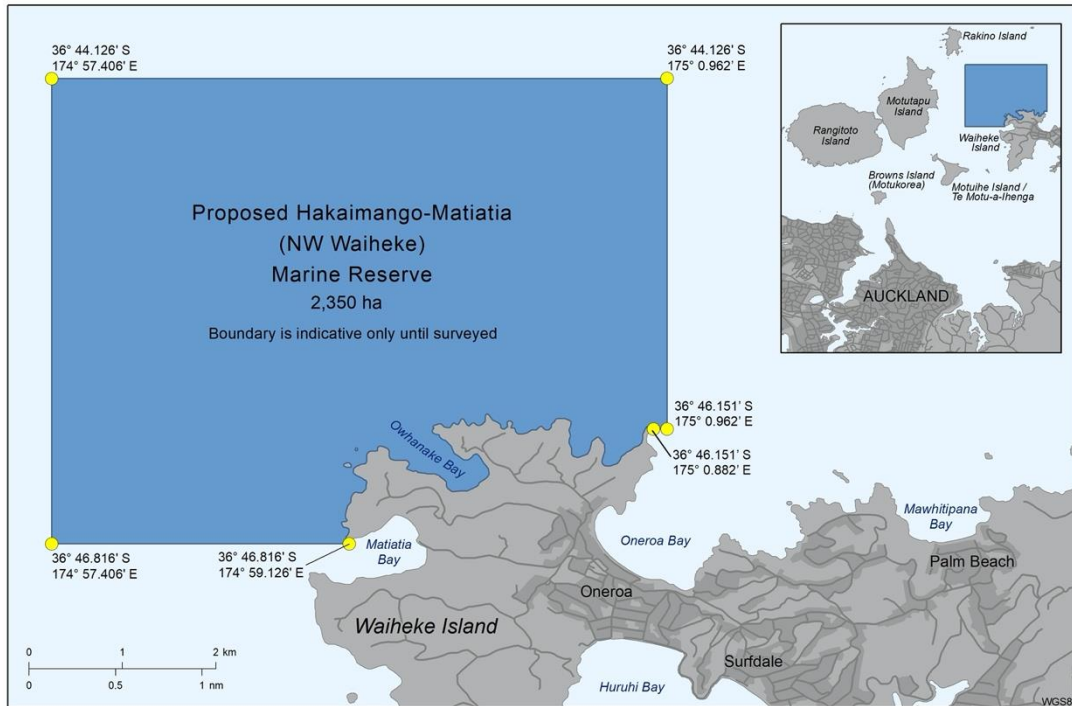 36° 44.126' S
174° 57.406' E
36° 44.126' S
175° 0.962' E
Proposed Hakaimango-Matiatia
(NW Waiheke)
Marine Reserve
2,350 ha
Boundary is indicative only until surveyed
Owhanake Bay
36° 46.151' S
175° 0.962' E
36° 46.151' S
175° 0.882' E
36° 46.816' S
174° 57.406' E
36° 46.816' S
174° 59.126' E
Matiatia
Bay
Oneroa Bay
Mawhitipana
Bay
Palm Beach
Oneroa
Waiheke Island
Surfdale
Huruhi Bay
0 1 2 km
0 0.5 1 nm
Rakino Island
Motutapu
Island
Rangitoto
Island
Waiheke
Island
Browns Island
(Motukorea)
Motuihe Island /
Te Motu-a-Ihenga
AUCKLAND